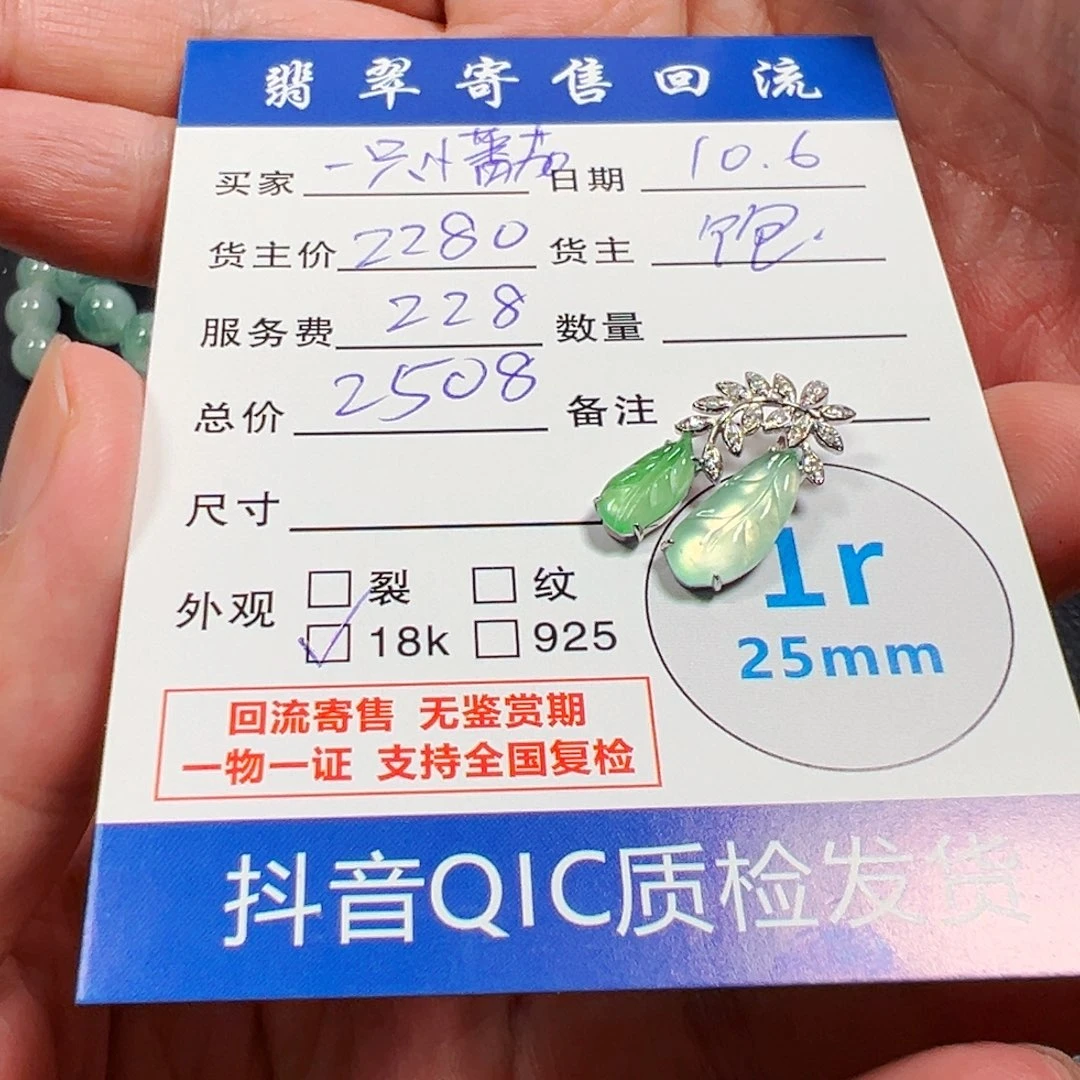 翡翠寄售回流
买家 一只小蕃茄 日期 10.6
货主价 2280 货主
服务费 228 数量
总价 2508 备注
尺寸
外观 裂 纹
18k 925
1r
25mm
回流寄售 无鉴赏期
一物一证 支持全国复检
抖音QIC质检发货